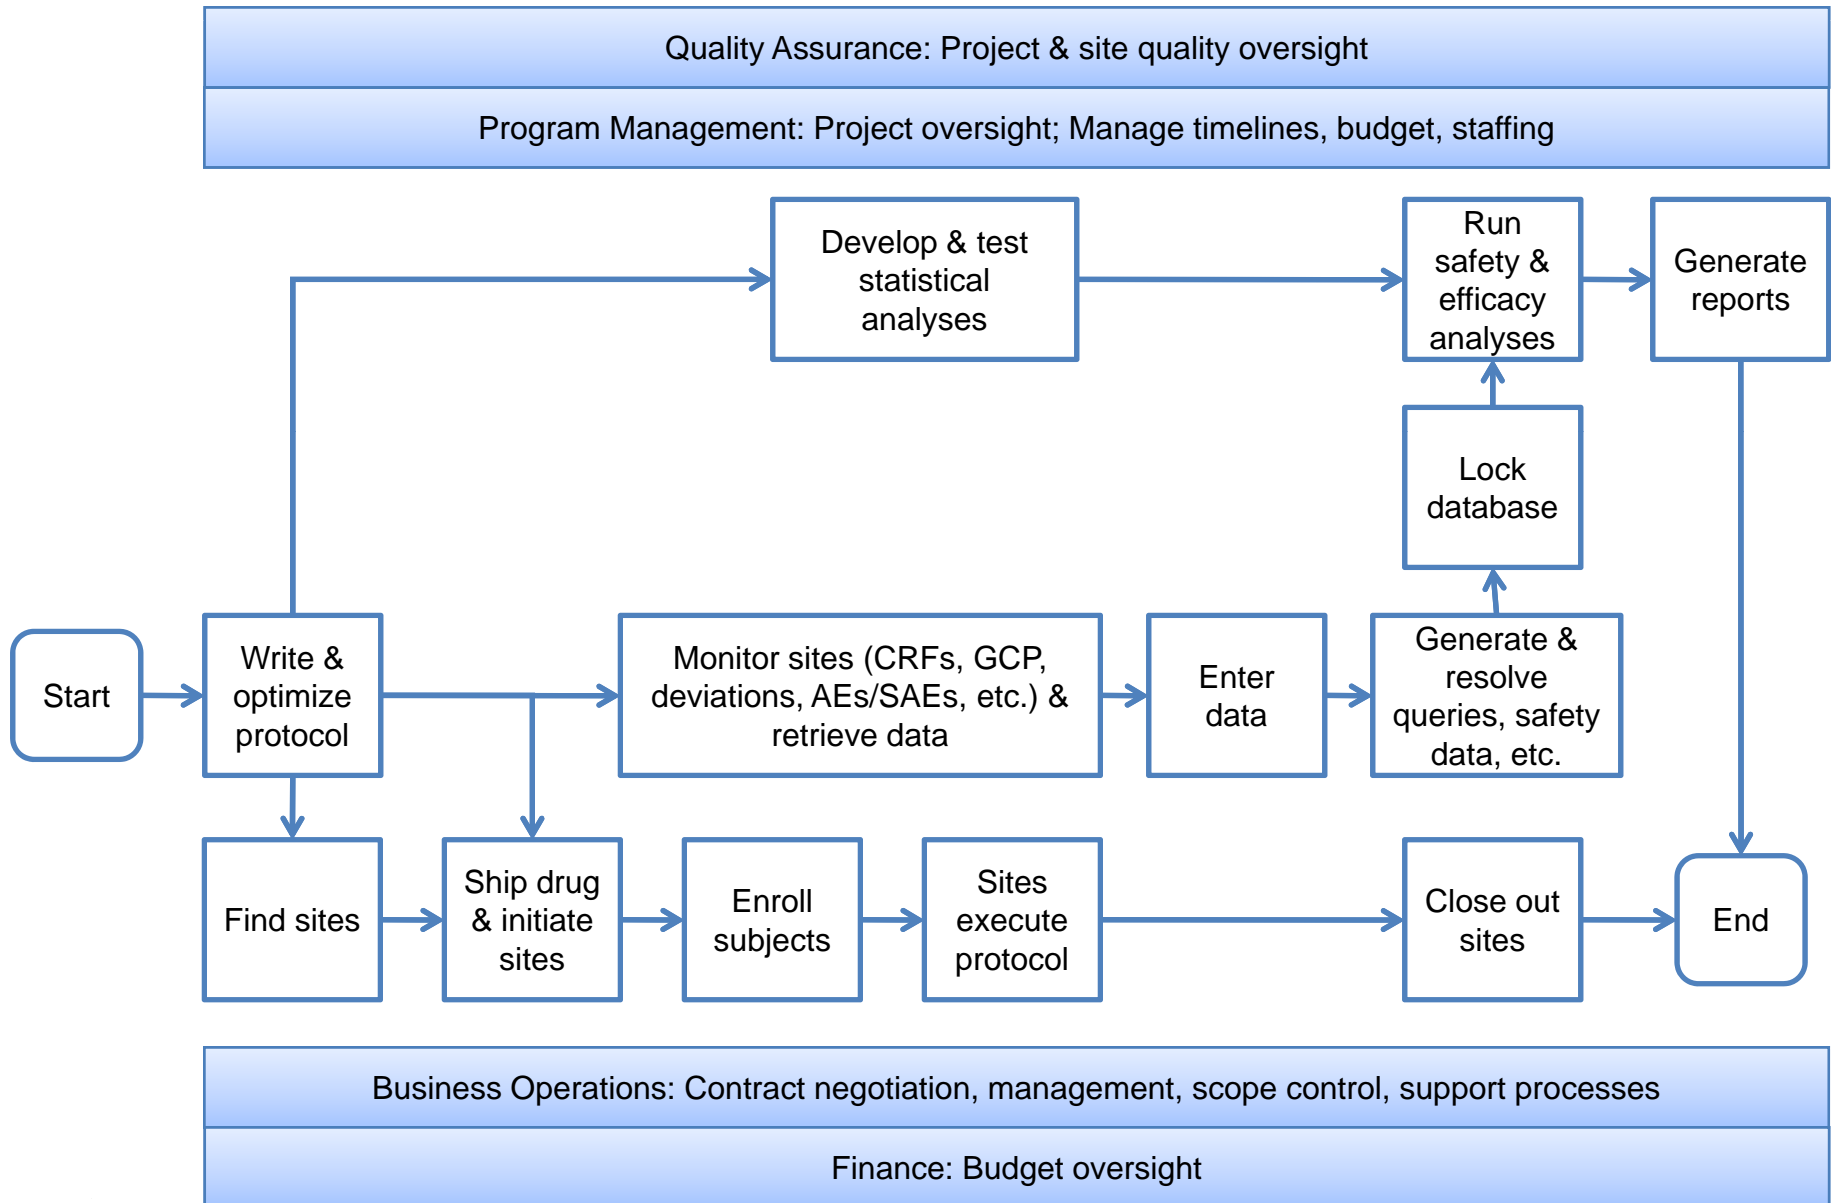 Quality Assurance: Project & site quality oversight
Program Management: Project oversight; Manage timelines, budget, staffing
Develop & test
statistical
analyses
Run
safety &
efficacy
analyses
Generate
reports
Lock
database
Start
Write &
optimize
protocol
Monitor sites (CRFs, GCP,
deviations, AEs/SAEs, etc.) &
retrieve data
Enter
data
Generate &
resolve
queries, safety
data, etc.
Find sites
Ship drug
& initiate
sites
Enroll
subjects
Sites
execute
protocol
Close out
sites
End
Business Operations: Contract negotiation, management, scope control, support processes
Finance: Budget oversight